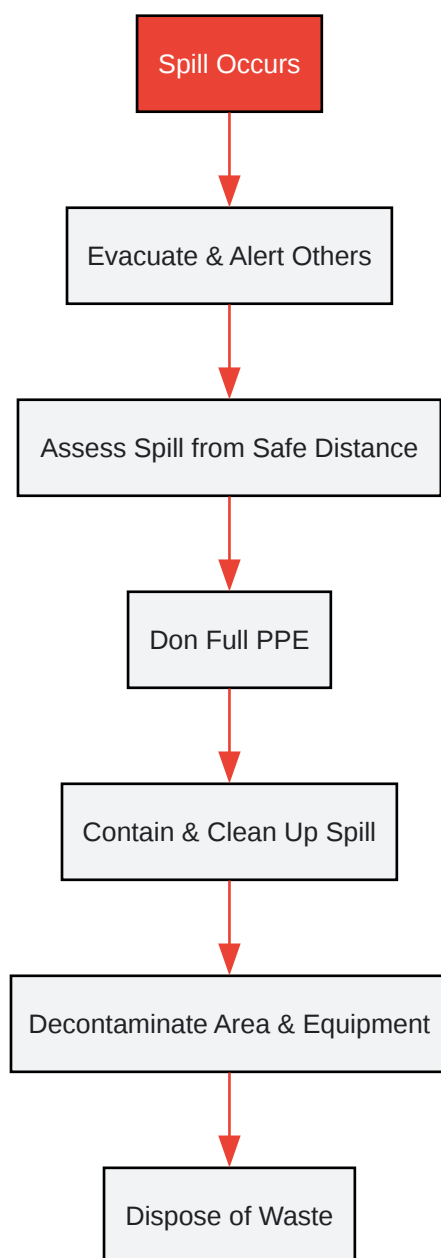 Spill Occurs
Evacuate & Alert Others
Assess Spill from Safe Distance
Don Full PPE
Contain & Clean Up Spill
Decontaminate Area & Equipment
Dispose of Waste